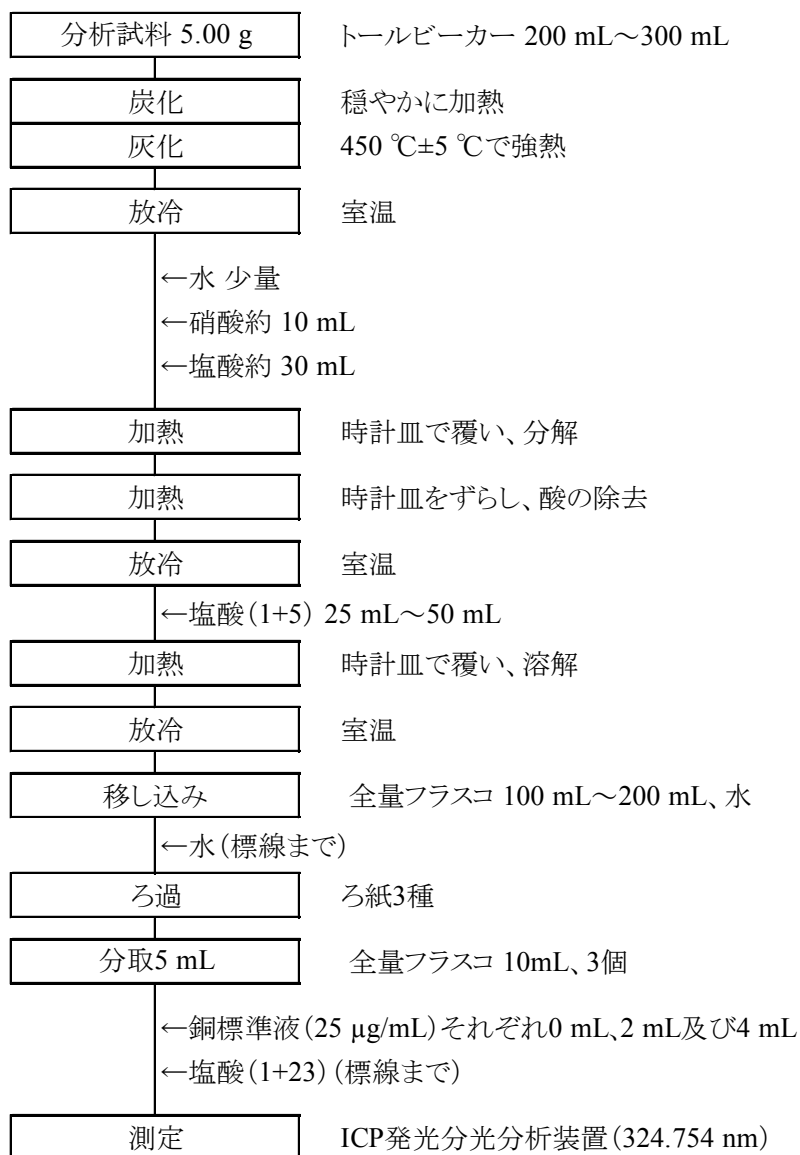 分析試料 5.00 g トールビーカー 200 mL～300 mL
炭化 穏やかに加熱
灰化 450 ℃±5 ℃で強熱
放冷 室温
←水 少量
←硝酸約 10 mL
←塩酸約 30 mL
加熱 時計皿で覆い、分解
加熱 時計皿をずらし、酸の除去
放冷 室温
←塩酸（1+5） 25 mL～50 mL
加熱 時計皿で覆い、溶解
放冷 室温
移し込み 全量フラスコ 100 mL～200 mL、水
←水（標線まで）
ろ過 ろ紙3種
分取5 mL 全量フラスコ 10mL、3個
←銅標準液（25 µg/mL）それぞれ0 mL、2 mL及び4 mL
←塩酸（1+23）（標線まで）
測定 ICP発光分光分析装置（324.754 nm）